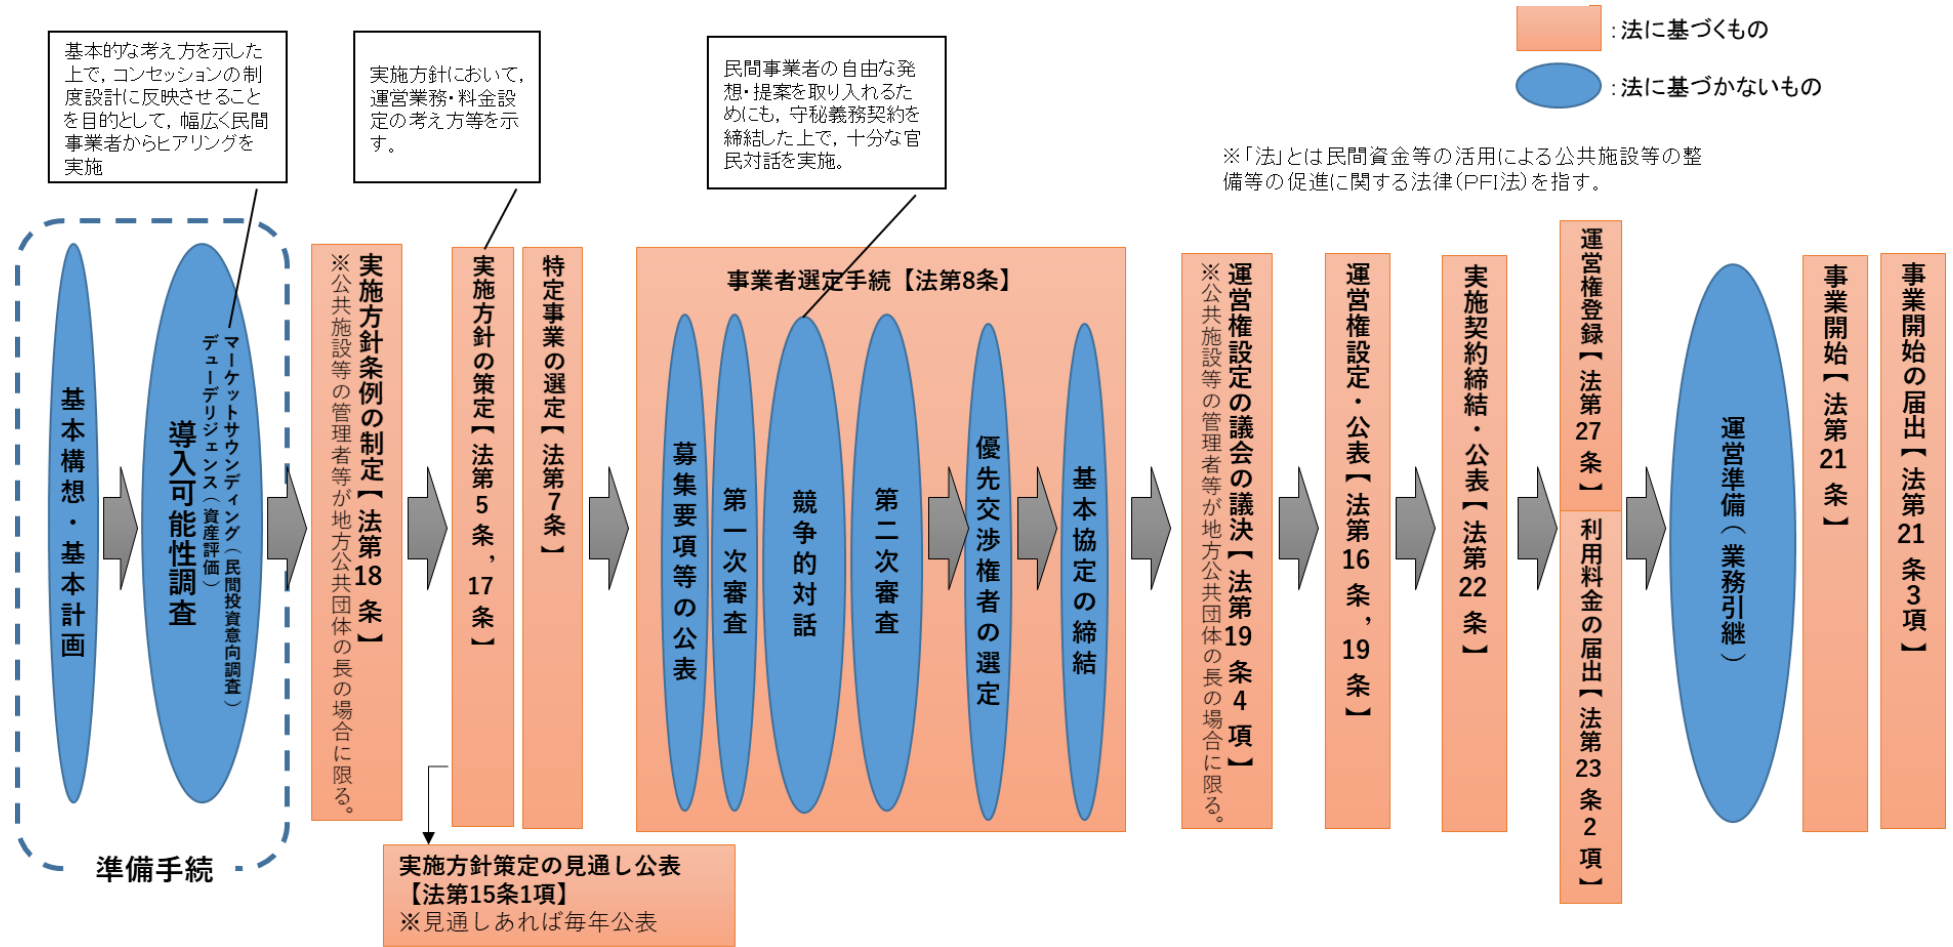 ：法に基づくもの
：法に基づかないもの
※「法」とは民間資金等の活用による公共施設等の整
備等の促進に関する法律（PFI法）を指す。
基本的な考え方を示した
上で，コンセッションの制
度設計に反映させること
を目的として，幅広く民間
事業者からヒアリングを
実施
実施方針において，
運営業務・料金設
定の考え方等を示
す。
民間事業者の自由な発
想・提案を取り入れるた
めにも，守秘義務契約を
締結した上で，十分な官
民対話を実施。
基本構想・基本計画
マーケットサウンディング（民間投資意向調査）
デューデリジェンス（資産評価）
導入可能性調査
準備手続
実施方針条例の制定【法第18条】
※公共施設等の管理者等が地方公共団体の長の場合に限る。
実施方針の策定【法第5条，17条】
特定事業の選定【法第7条】
実施方針策定の見通し公表
【法第15条1項】
※見通しあれば毎年公表
事業者選定手続【法第8条】
募集要項等の公表
第一次審査
競争的対話
第二次審査
優先交渉権者の選定
基本協定の締結
運営権設定の議会の議決【法第19条4項】
※公共施設等の管理者等が地方公共団体の長の場合に限る。
運営権設定・公表【法第16条，19条】
実施契約締結・公表【法第22条】
運営権登録【法第27条】
利用料金の届出【法第23条2項】
運営準備（業務引継）
事業開始【法第21条】
事業開始の届出【法第21条3項】